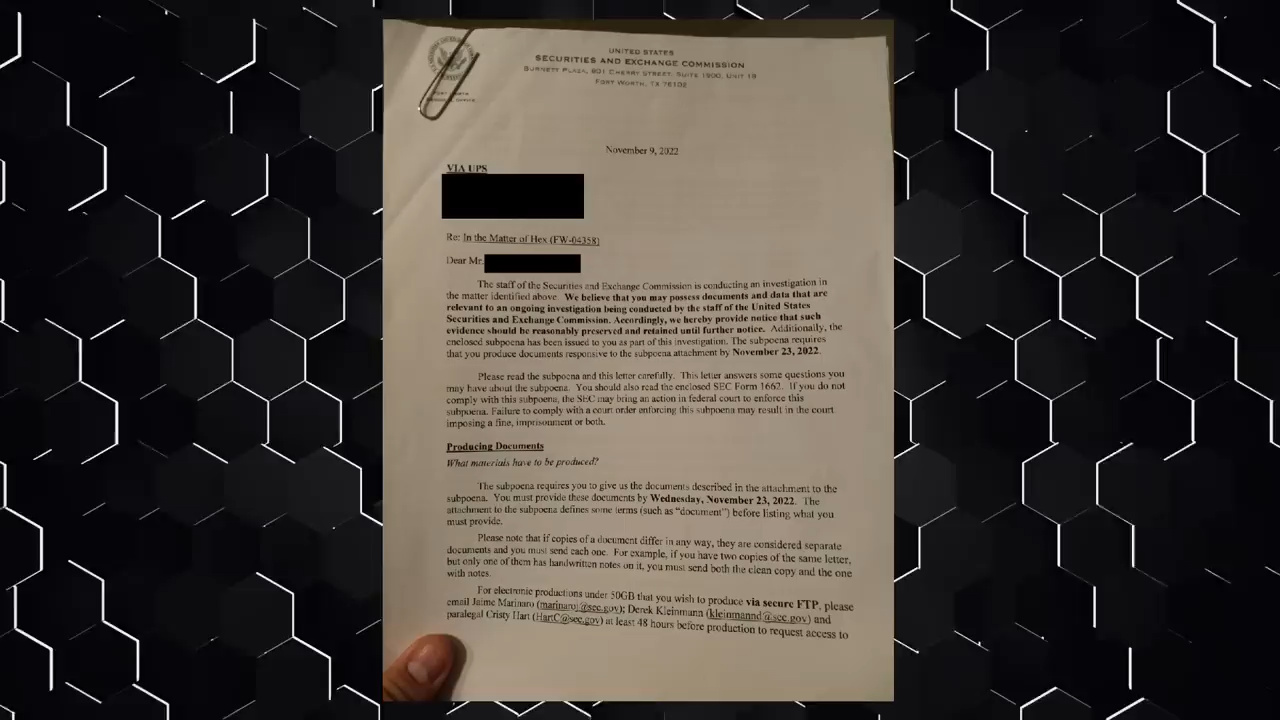 UNITED STATES
SECURITIES AND EXCHANGE COMMISSION
BURNETT PLAZA, 801 CHERRY STREET, SUITE 1900, UNIT 19
FORT WORTH, TX 76102
FORT WORTH
REGIONAL OFFICE
November 9, 2022
VIA UPS
Re: In the Matter of Hex (FW-04358)
Dear Mr.
The staff of the Securities and Exchange Commission is conducting an investigation in
the matter identified above. We believe that you may possess documents and data that are
relevant to an ongoing investigation being conducted by the staff of the United States
Securities and Exchange Commission. Accordingly, we hereby provide notice that such
evidence should be reasonably preserved and retained until further notice. Additionally, the
enclosed subpoena has been issued to you as part of this investigation. The subpoena requires
that you produce documents responsive to the subpoena attachment by November 23, 2022.
Please read the subpoena and this letter carefully. This letter answers some questions you
may have about the subpoena. You should also read the enclosed SEC Form 1662. If you do not
comply with this subpoena, the SEC may bring an action in federal court to enforce this
subpoena. Failure to comply with a court order enforcing this subpoena may result in the court
imposing a fine, imprisonment or both.
Producing Documents
What materials have to be produced?
The subpoena requires you to give us the documents described in the attachment to the
subpoena. You must provide these documents by Wednesday, November 23, 2022. The
attachment to the subpoena defines some terms (such as "document") before listing what you
must provide.
Please note that if copies of a document differ in any way, they are considered separate
documents and you must send each one. For example, if you have two copies of the same letter,
but only one of them has handwritten notes on it, you must send both the clean copy and the one
with notes.
For electronic productions under 50GB that you wish to produce via secure FTP, please
email Jaime Marinaro (marinaroj@sec.gov); Derek Kleinmann (kleinmannd@sec.gov) and
paralegal Cristy Hart (HartC@sec.gov) at least 48 hours before production to request access to